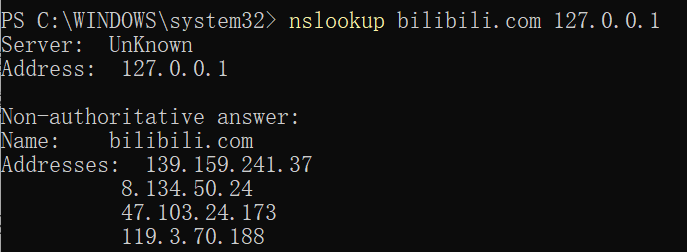 PS C:\WINDOWS\system32> nslookup bilibili.com 127.0.0.1
Server:  UnKnown
Address:  127.0.0.1

Non-authoritative answer:
Name:    bilibili.com
Addresses:  139.159.241.37
          8.134.50.24
          47.103.24.173
          119.3.70.188